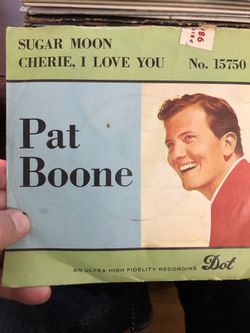 SUGAR MOON
CHERIE, I LOVE YOU No. 15750
Pat
Boone
AN ULTRA HIGH FIDELITY RECORDING Dot